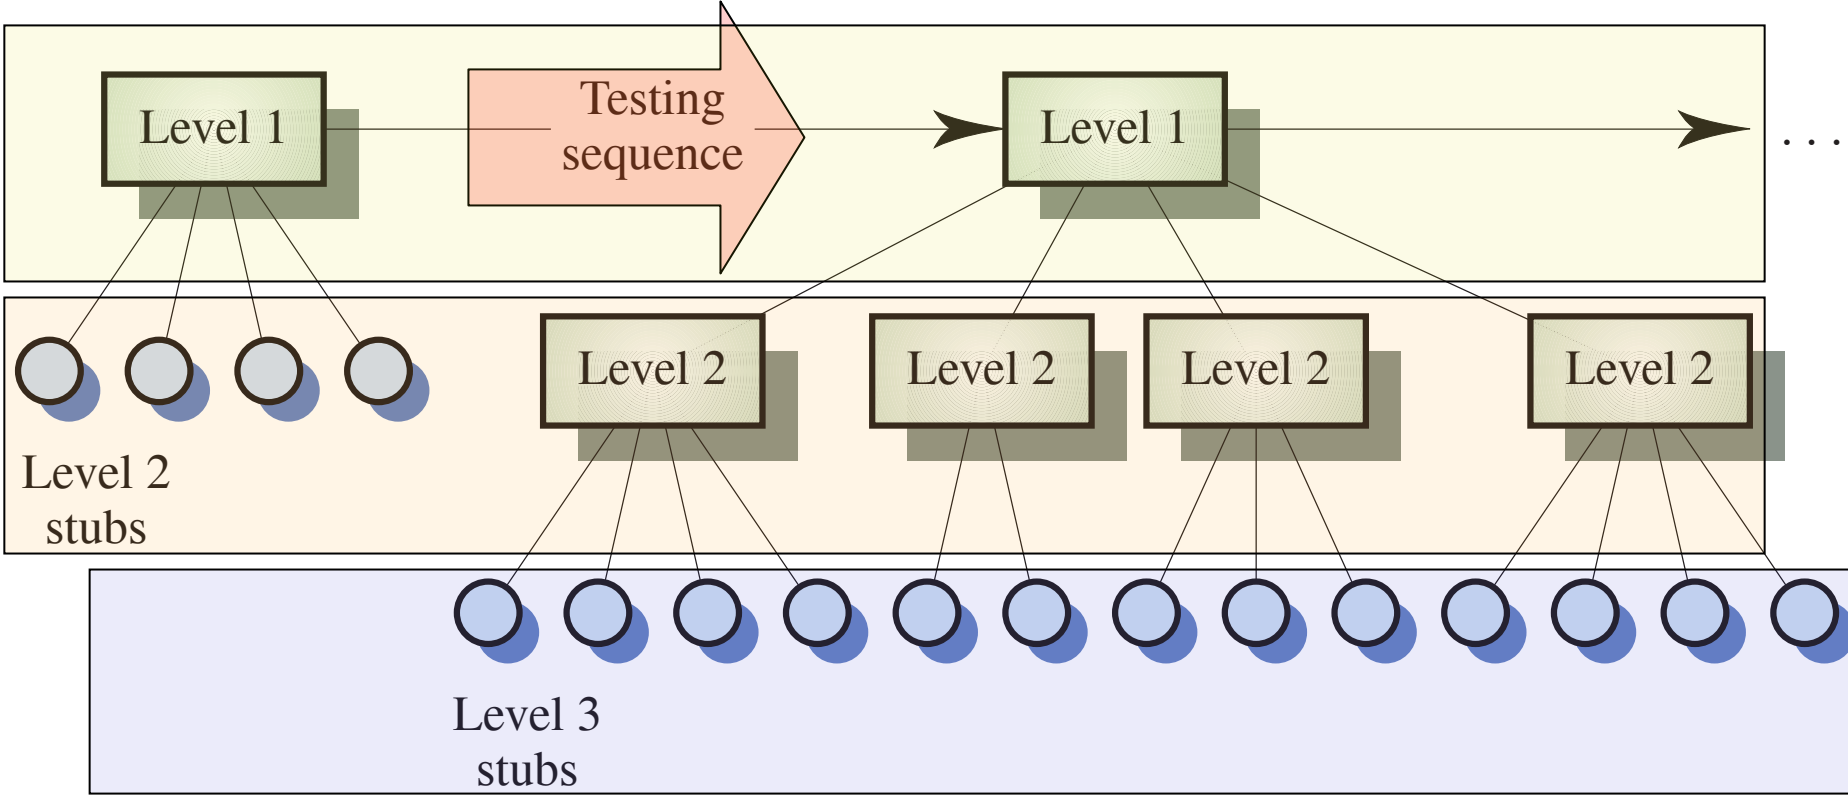 Level 1
Testing
sequence
Level 1
. . .
Level 2
Level 2
Level 2
Level 2
Level 2
stubs
Level 3
stubs